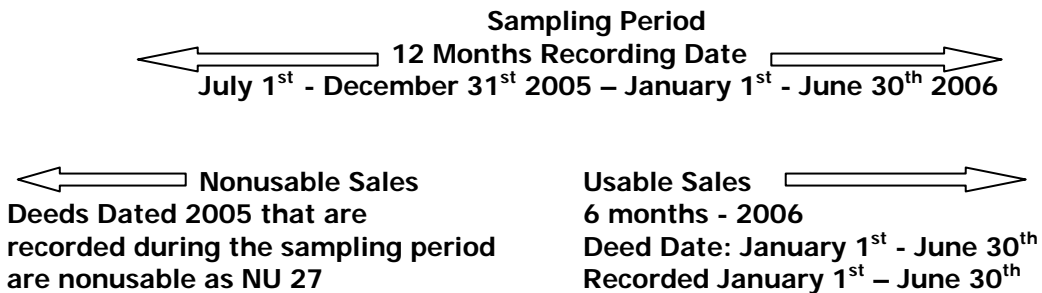 Sampling Period
12 Months Recording Date
July 1st - December 31st 2005 – January 1st - June 30th 2006
Nonusable Sales
Deeds Dated 2005 that are
recorded during the sampling period
are nonusable as NU 27
Usable Sales
6 months - 2006
Deed Date: January 1st - June 30th
Recorded January 1st – June 30th